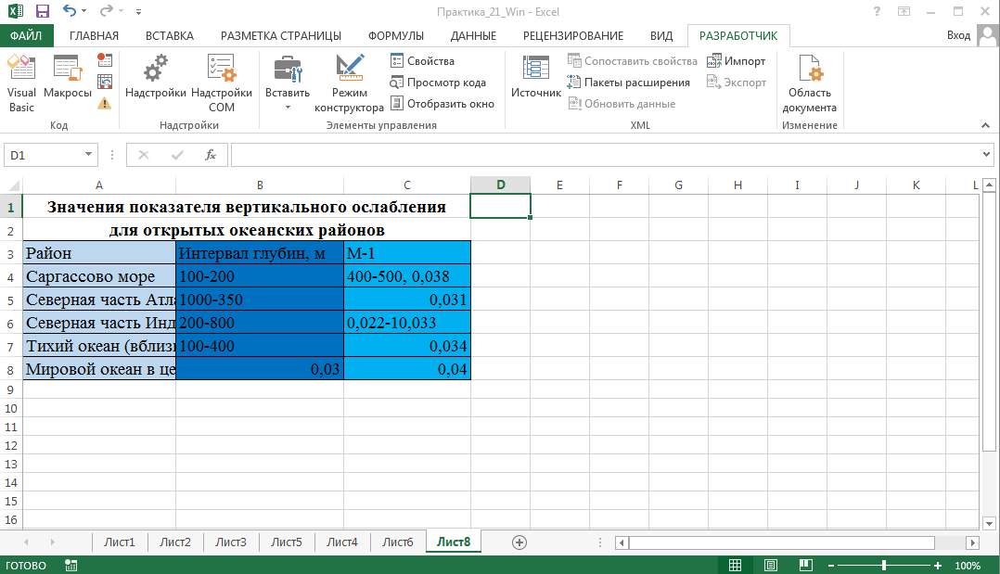 Практика_21_Win - Excel
ФАЙЛ ГЛАВНАЯ ВСТАВКА РАЗМЕТКА СТРАНИЦЫ ФОРМУЛЫ ДАННЫЕ РЕЦЕНЗИРОВАНИЕ ВИД РАЗРАБОТЧИК Вход
Visual Basic
Макросы
Код
Надстройки
Надстройки COM
Надстройки
Вставить
Режим конструктора
Свойства
Просмотр кода
Отобразить окно
Элементы управления
Источник
Сопоставить свойства
Пакеты расширения
Обновить данные
Импорт
Экспорт
XML
Область документа
Изменение
D1
fx
A B C D E F G H I J K L
1 Значения показателя вертикального ослабления
2 для открытых океанских районов
3 Район Интервал глубин, м М-1
4 Саргассово море 100-200 400-500, 0,038
5 Северная часть Атла 1000-350 0,031
6 Северная часть Инд 200-800 0,022-10,033
7 Тихий океан (вблизи 100-400 0,034
8 Мировой океан в це 0,03 0,04
9
10
11
12
13
14
15
16
Лист1 Лист2 Лист3 Лист5 Лист4 Лист6 Лист8
ГОТОВО 100%